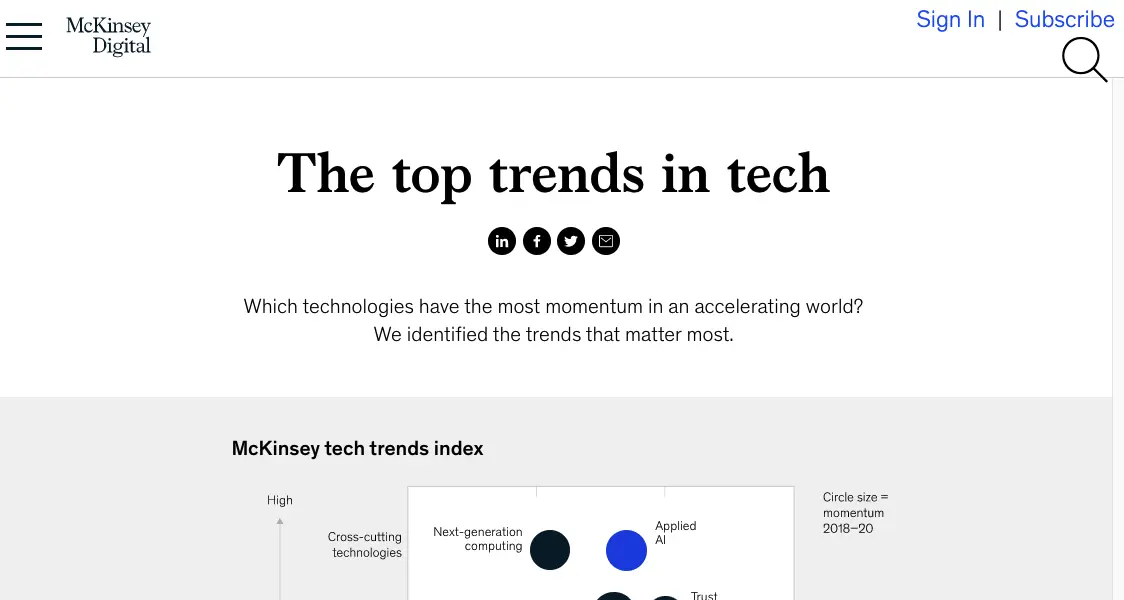 McKinsey
Digital
Sign In | Subscribe
The top trends in tech
in f
Which technologies have the most momentum in an accelerating world?
We identified the trends that matter most.
McKinsey tech trends index
High
Cross-cutting
technologies
Next-generation
computing
Applied
AI
Trust
Circle size =
momentum
2018–20